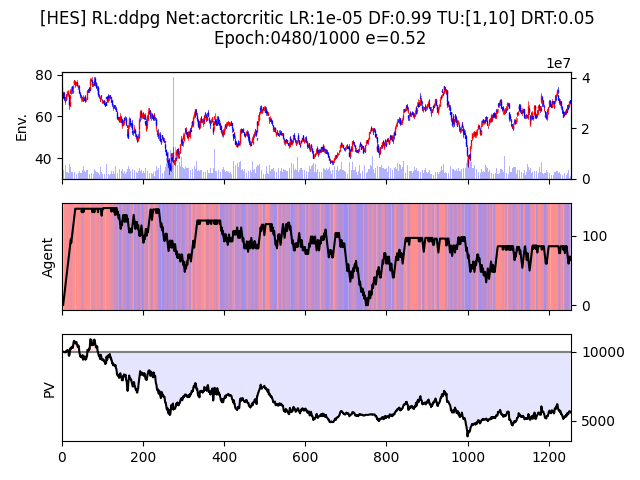 [HES] RL:ddpg Net:actorcritic LR:1e-05 DF:0.99 TU:[1,10] DRT:0.05
Epoch:0480/1000 e=0.52
1e7
80
60
40
Env.
4
2
0
Agent
100
0
PV
10000
5000
0
200
400
600
800
1000
1200